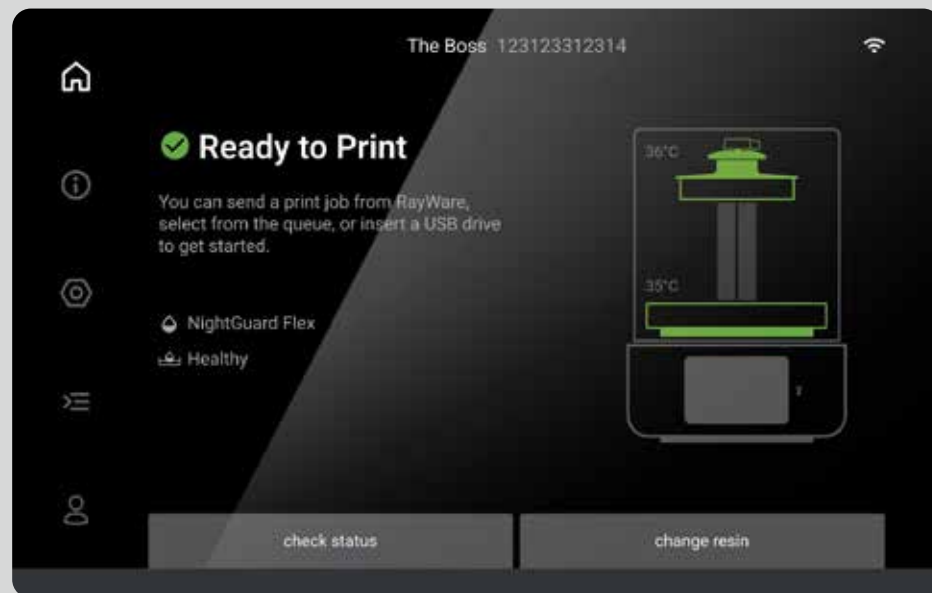 The Boss 123123312314
Ready to Print
You can send a print job from RayWare,
select from the queue, or insert a USB drive
to get started.
NightGuard Flex
Healthy
36°C
35°C
check status
change resin